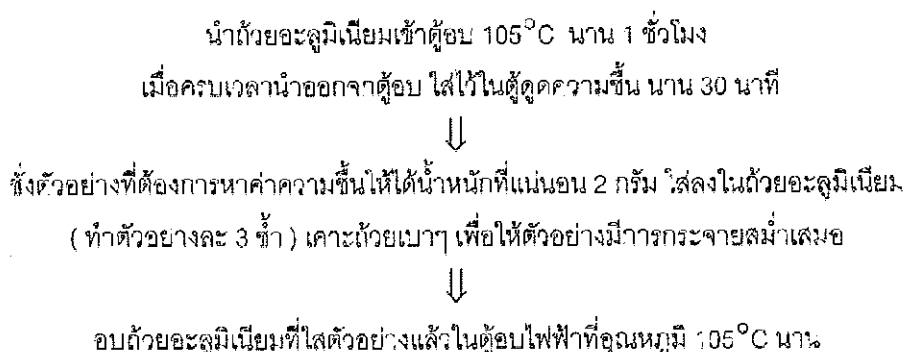 นำถ้วยอะลูมิเนียมเข้าตู้อบ 105°C นาน 1 ชั่วโมง
เมื่อครบเวลานำออกจาตู้อบ ใส่ไว้ในตู้ดูดความชื้น นาน 30 นาที
⇓
ชั่งตัวอย่างที่ต้องการหาค่าความชื้นให้ได้น้ำหนักที่แน่นอน 2 กรัม ใส่ลงในถ้วยอะลูมิเนียม
( ทำตัวอย่างละ 3 ซ้ำ ) เคาะถ้วยเบาๆ เพื่อให้ตัวอย่างมีการกระจายสม่ำเสมอ
⇓
อบถ้วยอะลูมิเนียมที่ใส่ตัวอย่างแล้วในตู้อบไฟฟ้าที่อุณหภูมิ 105°C นาน